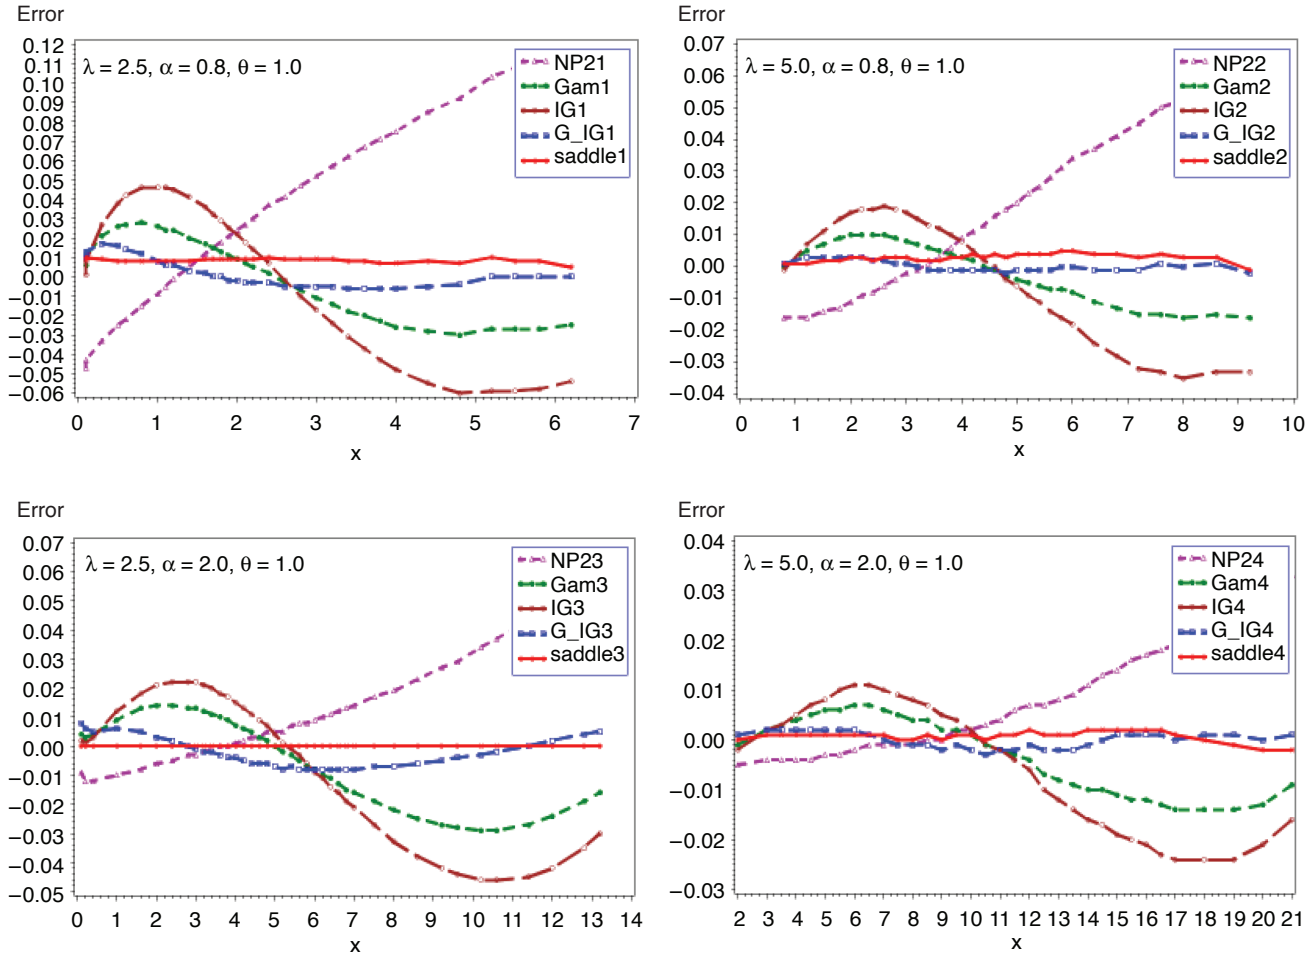 Error
0.12
0.11
0.10
0.09
0.08
0.07
0.06
0.05
0.04
0.03
0.02
0.01
0.00
−0.01
−0.02
−0.03
−0.04
−0.05
−0.06
λ = 2.5, α = 0.8, θ = 1.0
NP21
Gam1
IG1
G_IG1
saddle1
0 1 2 3 4 5 6 7
x
Error
0.07
0.06
0.05
0.04
0.03
0.02
0.01
0.00
−0.01
−0.02
−0.03
−0.04
λ = 5.0, α = 0.8, θ = 1.0
NP22
Gam2
IG2
G_IG2
saddle2
0 1 2 3 4 5 6 7 8 9 10
x
Error
0.07
0.06
0.05
0.04
0.03
0.02
0.01
0.00
−0.01
−0.02
−0.03
−0.04
−0.05
λ = 2.5, α = 2.0, θ = 1.0
NP23
Gam3
IG3
G_IG3
saddle3
0 1 2 3 4 5 6 7 8 9 10 11 12 13 14
x
Error
0.04
0.03
0.02
0.01
0.00
−0.01
−0.02
−0.03
λ = 5.0, α = 2.0, θ = 1.0
NP24
Gam4
IG4
G_IG4
saddle4
2 3 4 5 6 7 8 9 10 11 12 13 14 15 16 17 18 19 20 21
x